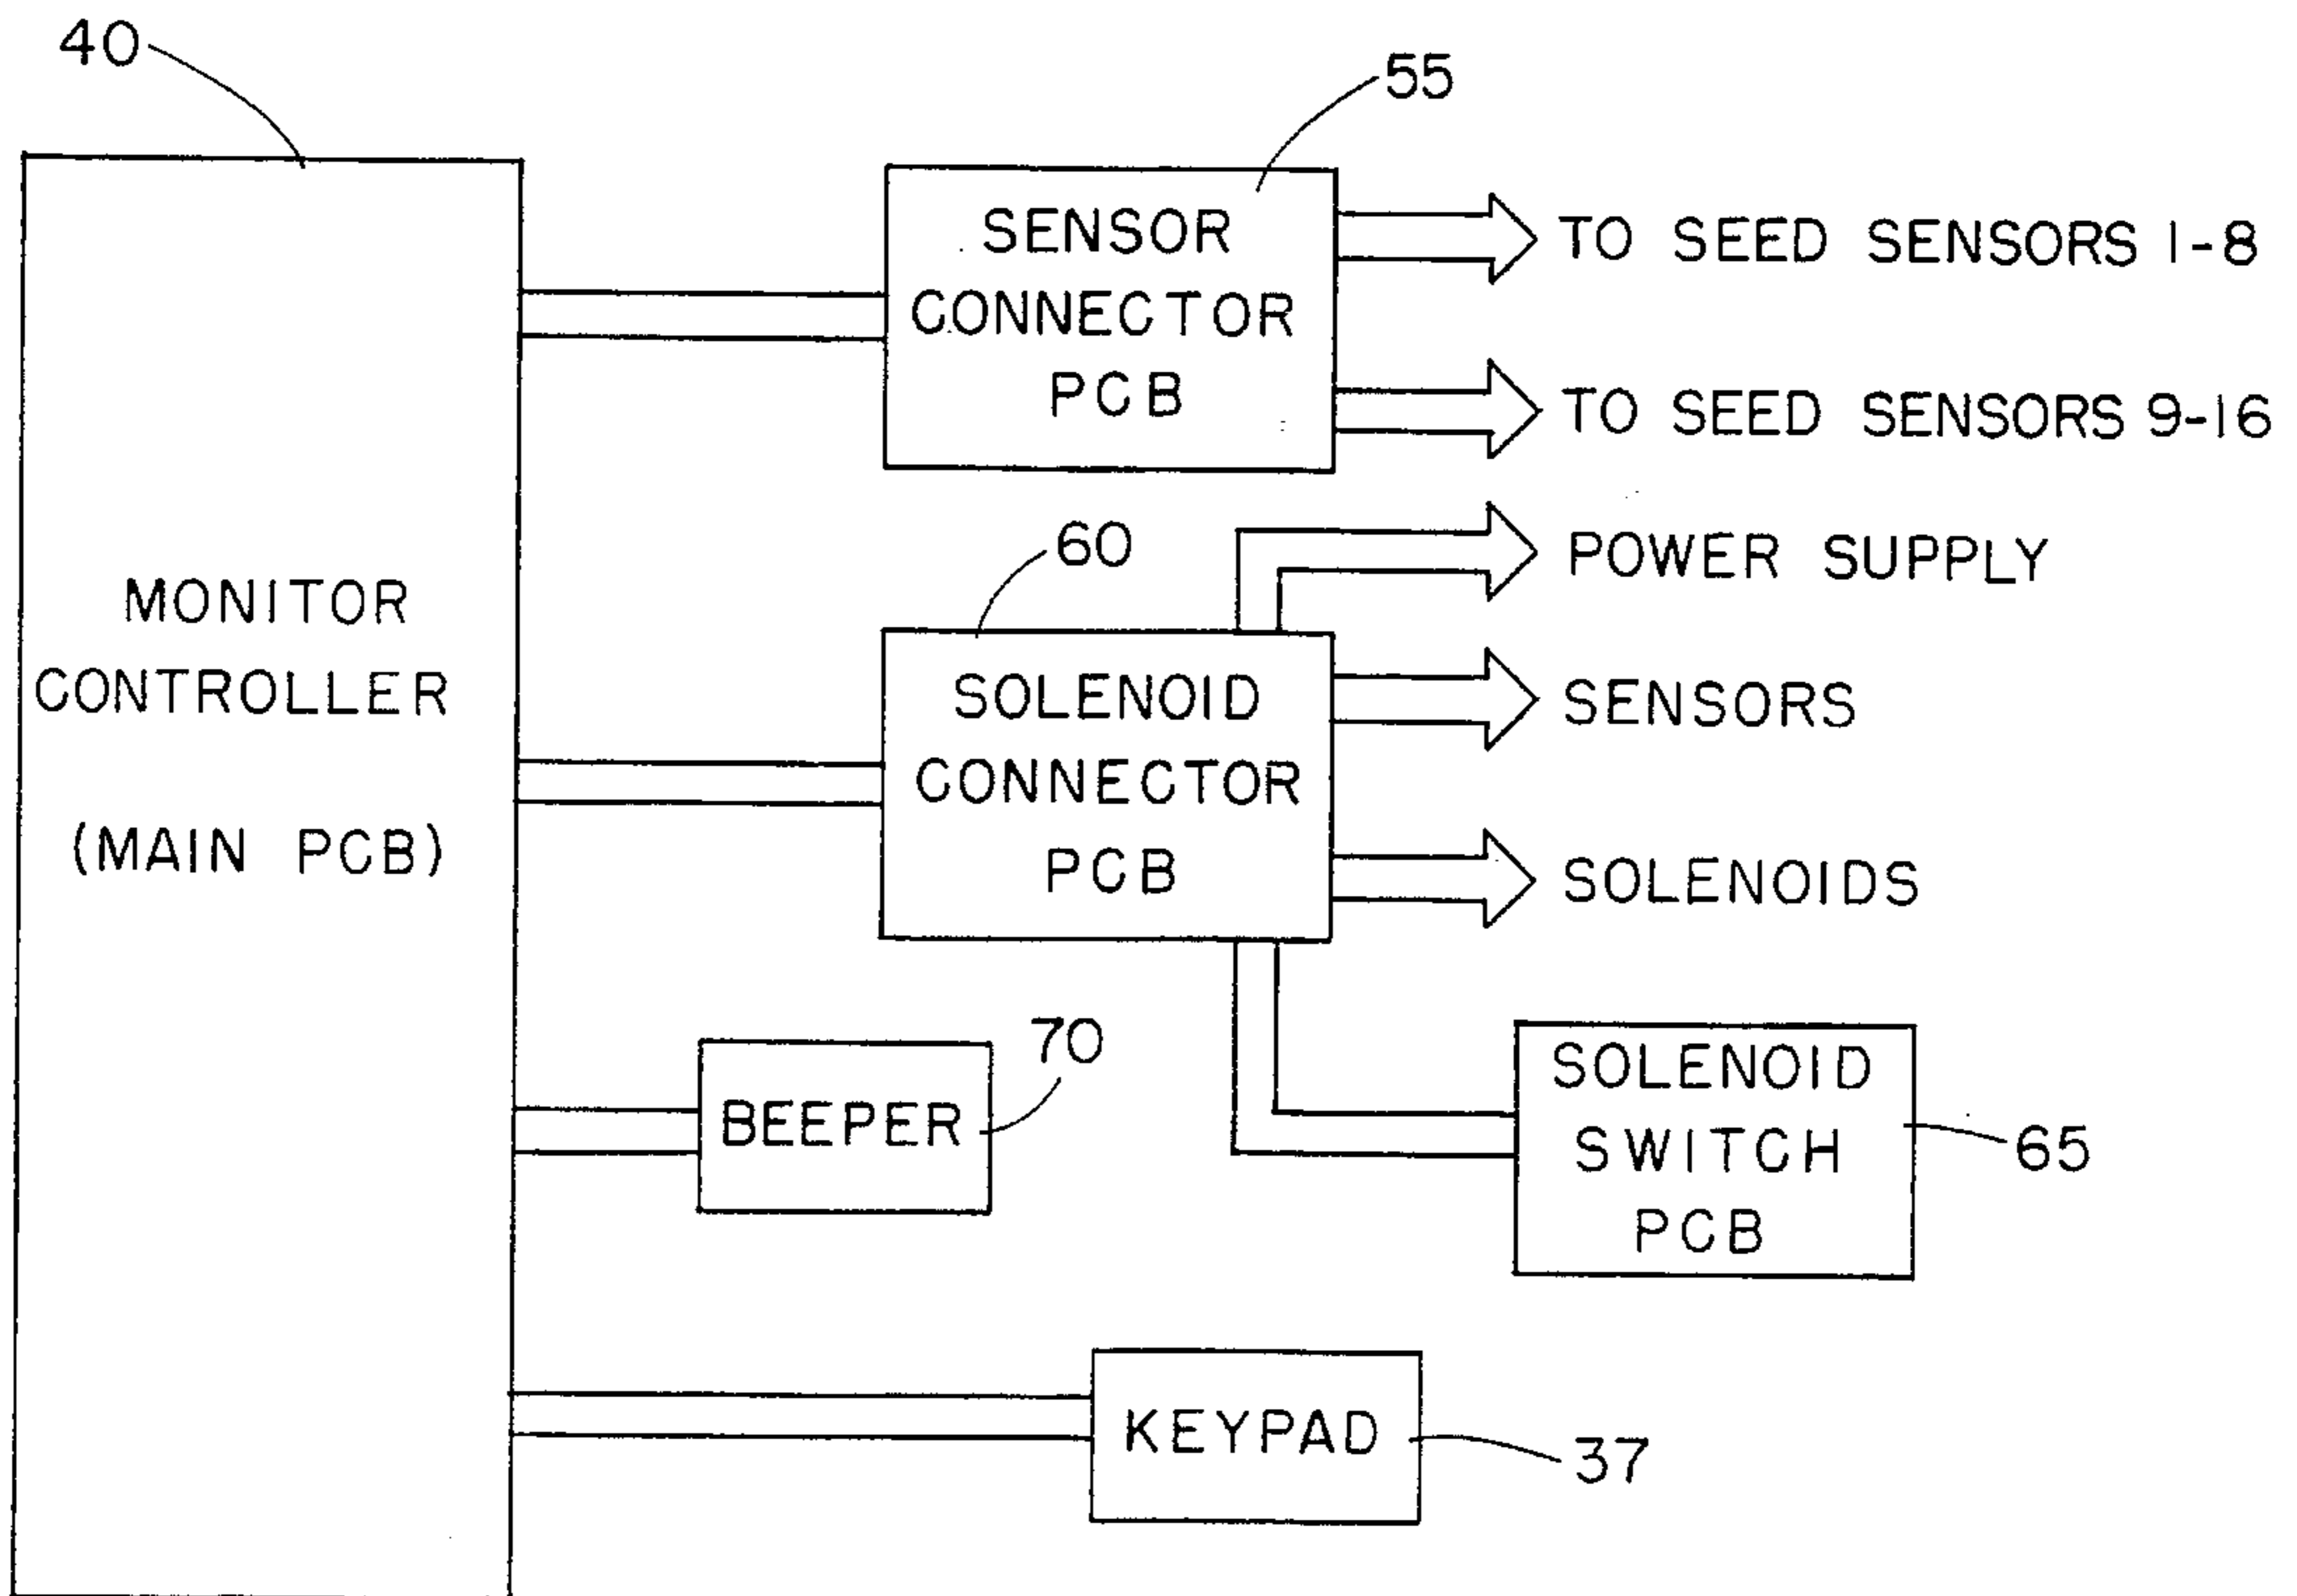 40
55
SENSOR
CONNECTOR
PCB
TO SEED SENSORS 1-8
TO SEED SENSORS 9-16
MONITOR
CONTROLLER
(MAIN PCB)
60
SOLENOID
CONNECTOR
PCB
POWER SUPPLY
SENSORS
SOLENOIDS
70
BEEPER
SOLENOID
SWITCH
PCB
65
KEYPAD
37